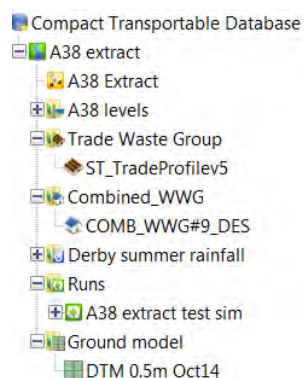 Compact Transportable Database
A38 extract
A38 Extract
A38 levels
Trade Waste Group
ST_TradeProfilev5
Combined_WWG
COMB_WWG#9_DES
Derby summer rainfall
Runs
A38 extract test sim
Ground model
DTM 0.5m Oct14